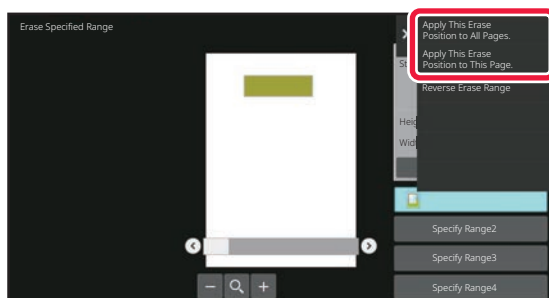 Erase Specified Range
Apply This Erase
Position to All Pages.
Apply This Erase
Position to This Page.
Reverse Erase Range
Specify Range2
Specify Range3
Specify Range4